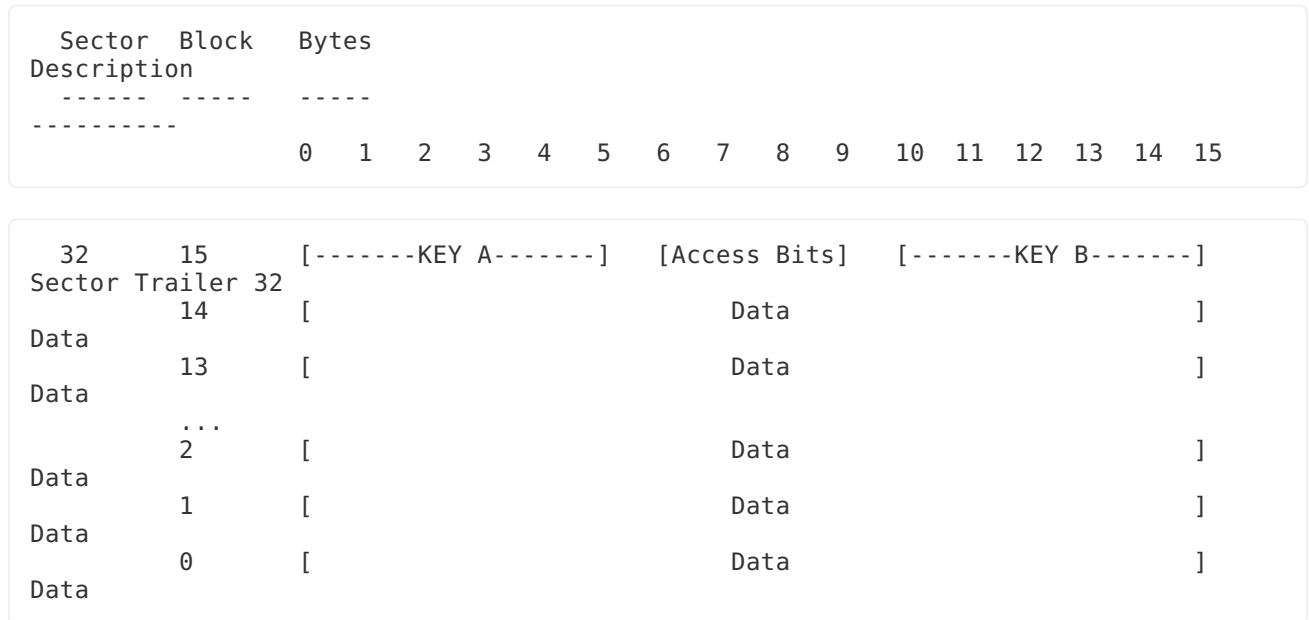 Sector Block Bytes
Description
------ ----- -----
----------
0 1 2 3 4 5 6 7 8 9 10 11 12 13 14 15
32 15 [-------KEY A-------] [Access Bits] [-------KEY B-------]
Sector Trailer 32
14 [ Data ]
Data
13 [ Data ]
Data
...
2 [ Data ]
Data
1 [ Data ]
Data
0 [ Data ]
Data